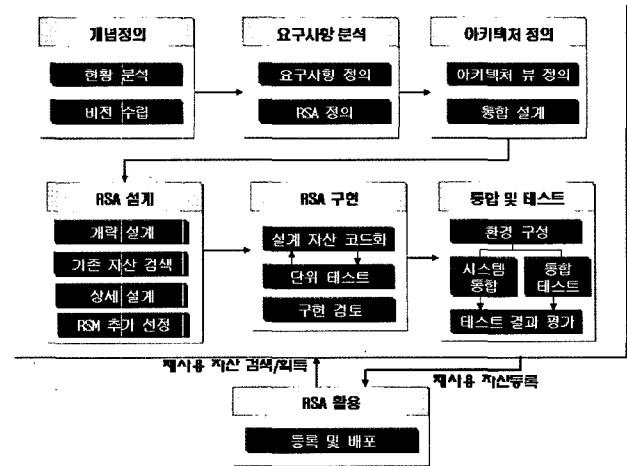 개념정의
현황 분석
비전 수립
요구사항 분석
요구사항 정의
RSA 정의
아키텍처 정의
아키텍처 뷰 정의
통합 설계
RSA 설계
개략 설계
기존 자산 검색
상세 설계
RSM 추가 선정
RSA 구현
설계 자산 코드화
단위 테스트
구현 검토
통합 및 테스트
환경 구성
시스템
통합
통합
테스트
테스트 결과 평가
재사용 자산 검색/획득
재사용 자산등록
RSA 활용
등록 및 배포